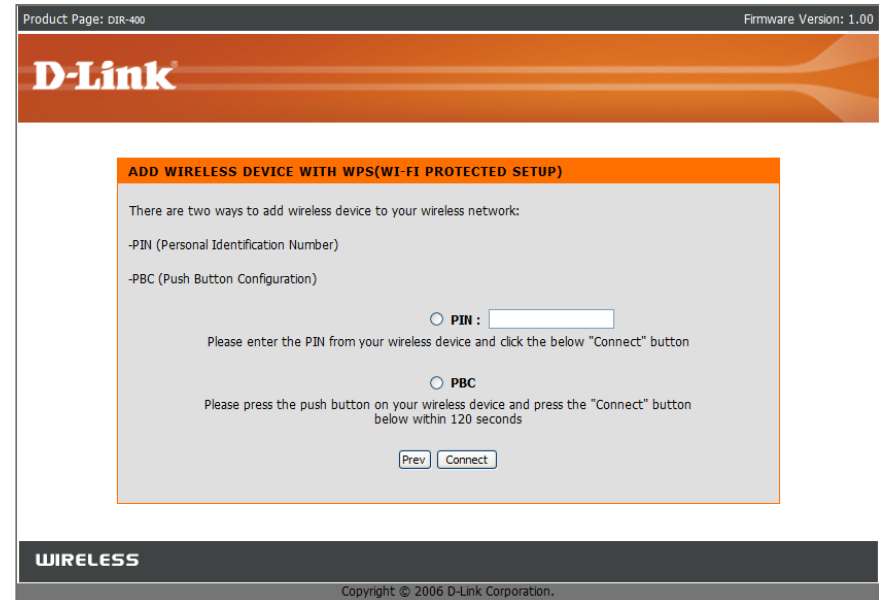 Product Page: DIR-400 Firmware Version: 1.00
D-Link®
ADD WIRELESS DEVICE WITH WPS(WI-FI PROTECTED SETUP)
There are two ways to add wireless device to your wireless network:
-PIN (Personal Identification Number)
-PBC (Push Button Configuration)
PIN :
Please enter the PIN from your wireless device and click the below "Connect" button
PBC
Please press the push button on your wireless device and press the "Connect" button
below within 120 seconds
Prev Connect
WIRELESS
Copyright © 2006 D-Link Corporation.